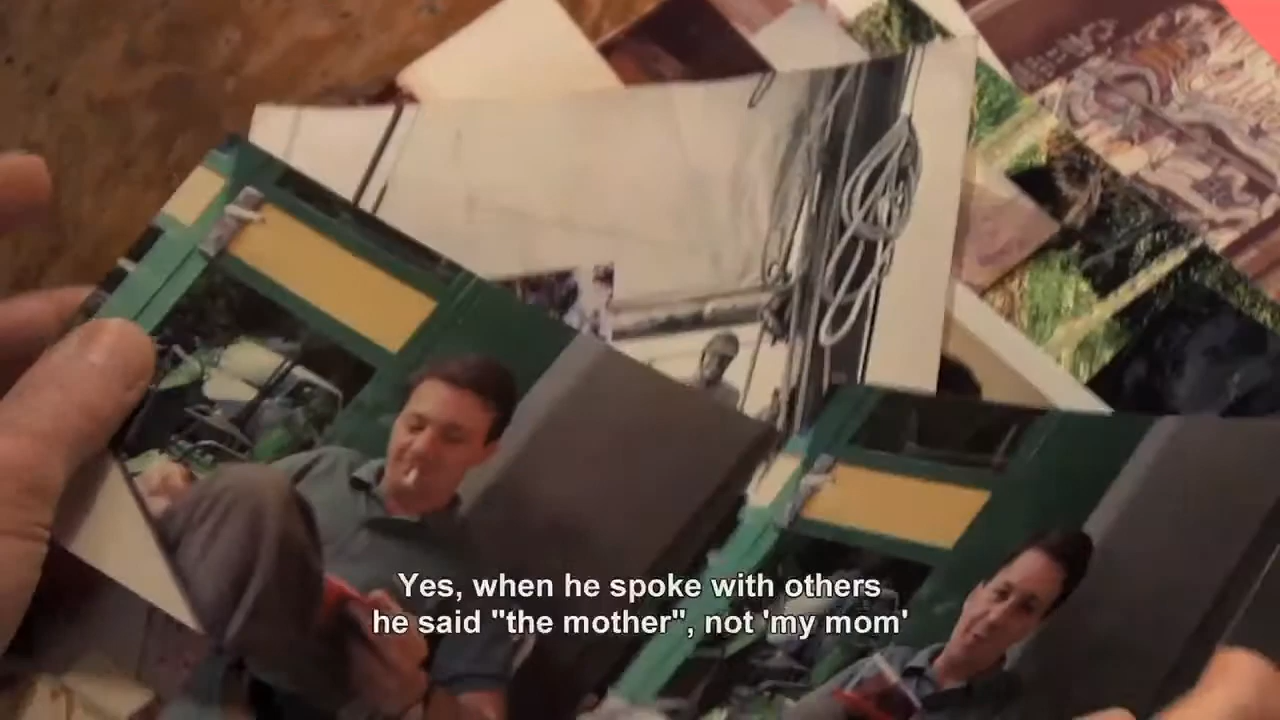 Yes, when he spoke with others
he said "the mother", not 'my mom'